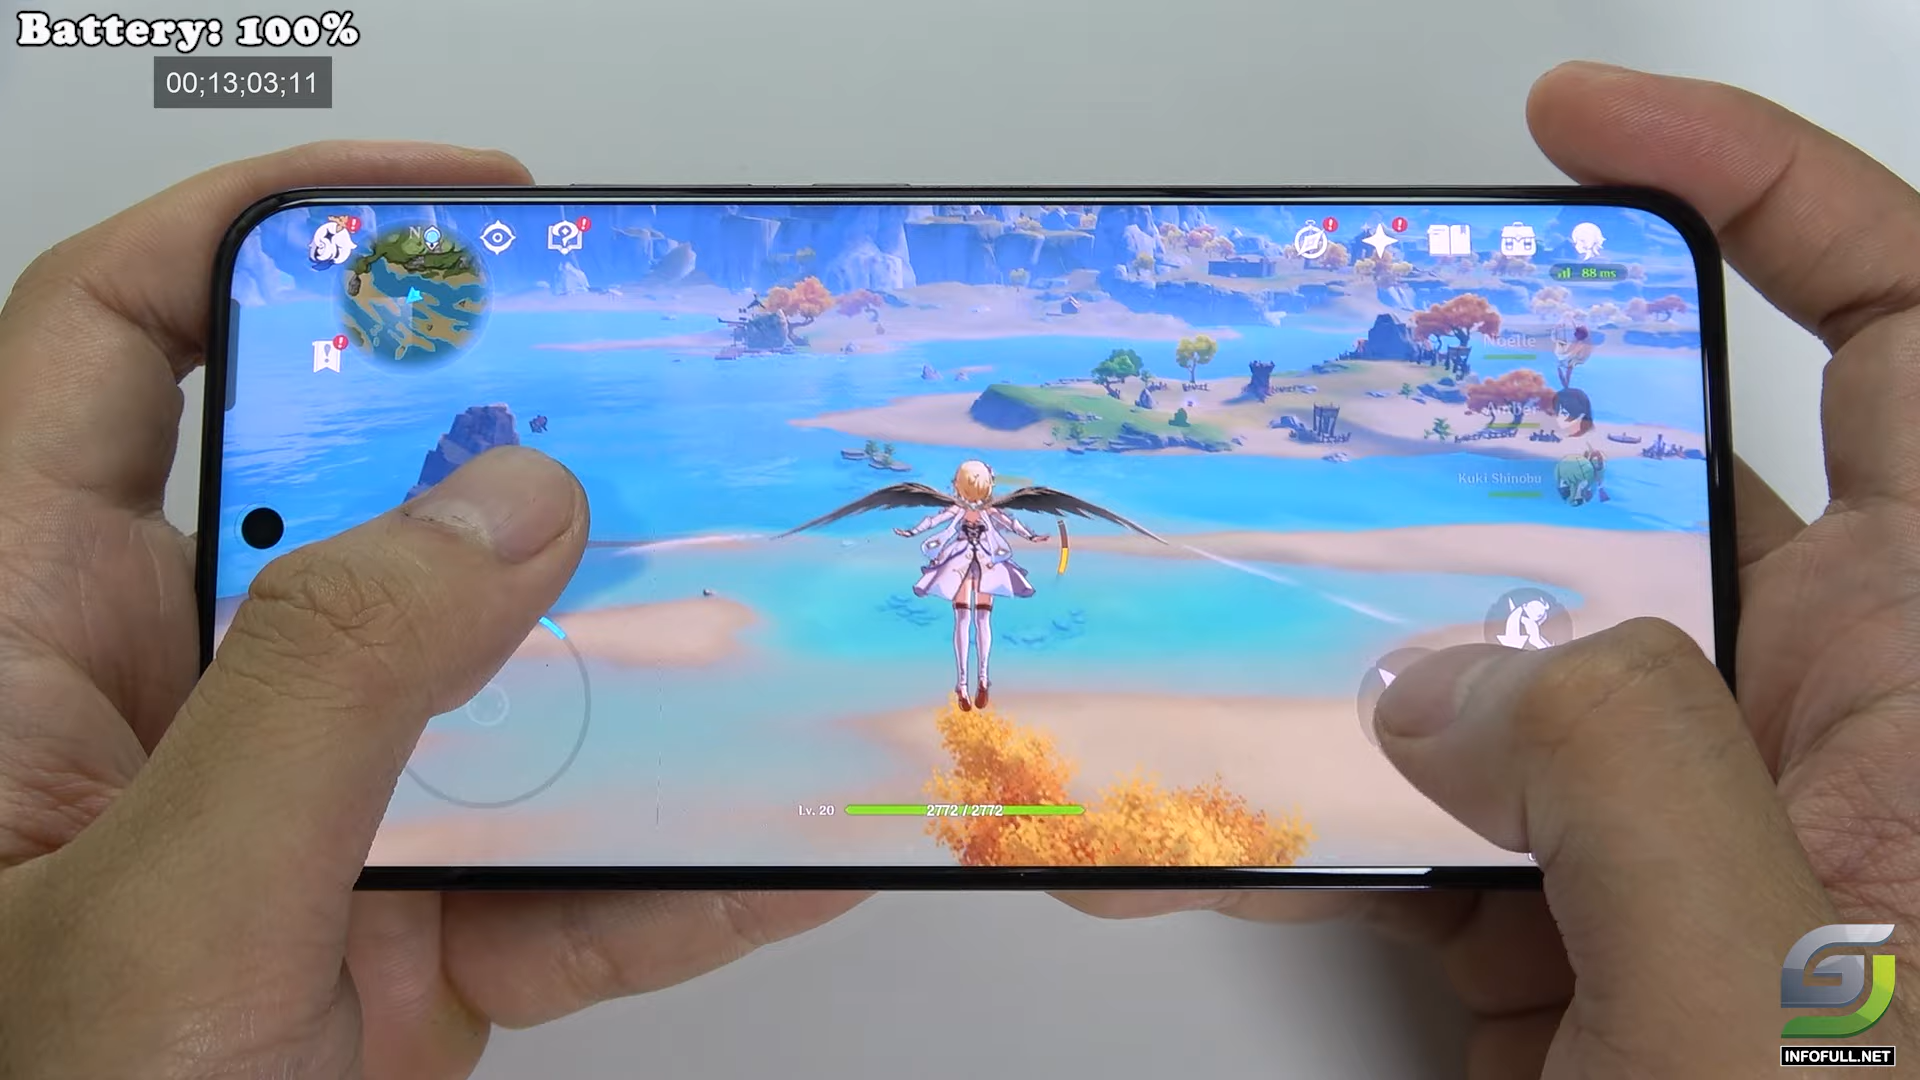 Battery: 100%
00;13;03;11
N
88 ms
Noelle
Amber
Kuki Shinobu
Lv. 20
2772 / 2772
INFOFULL.NET